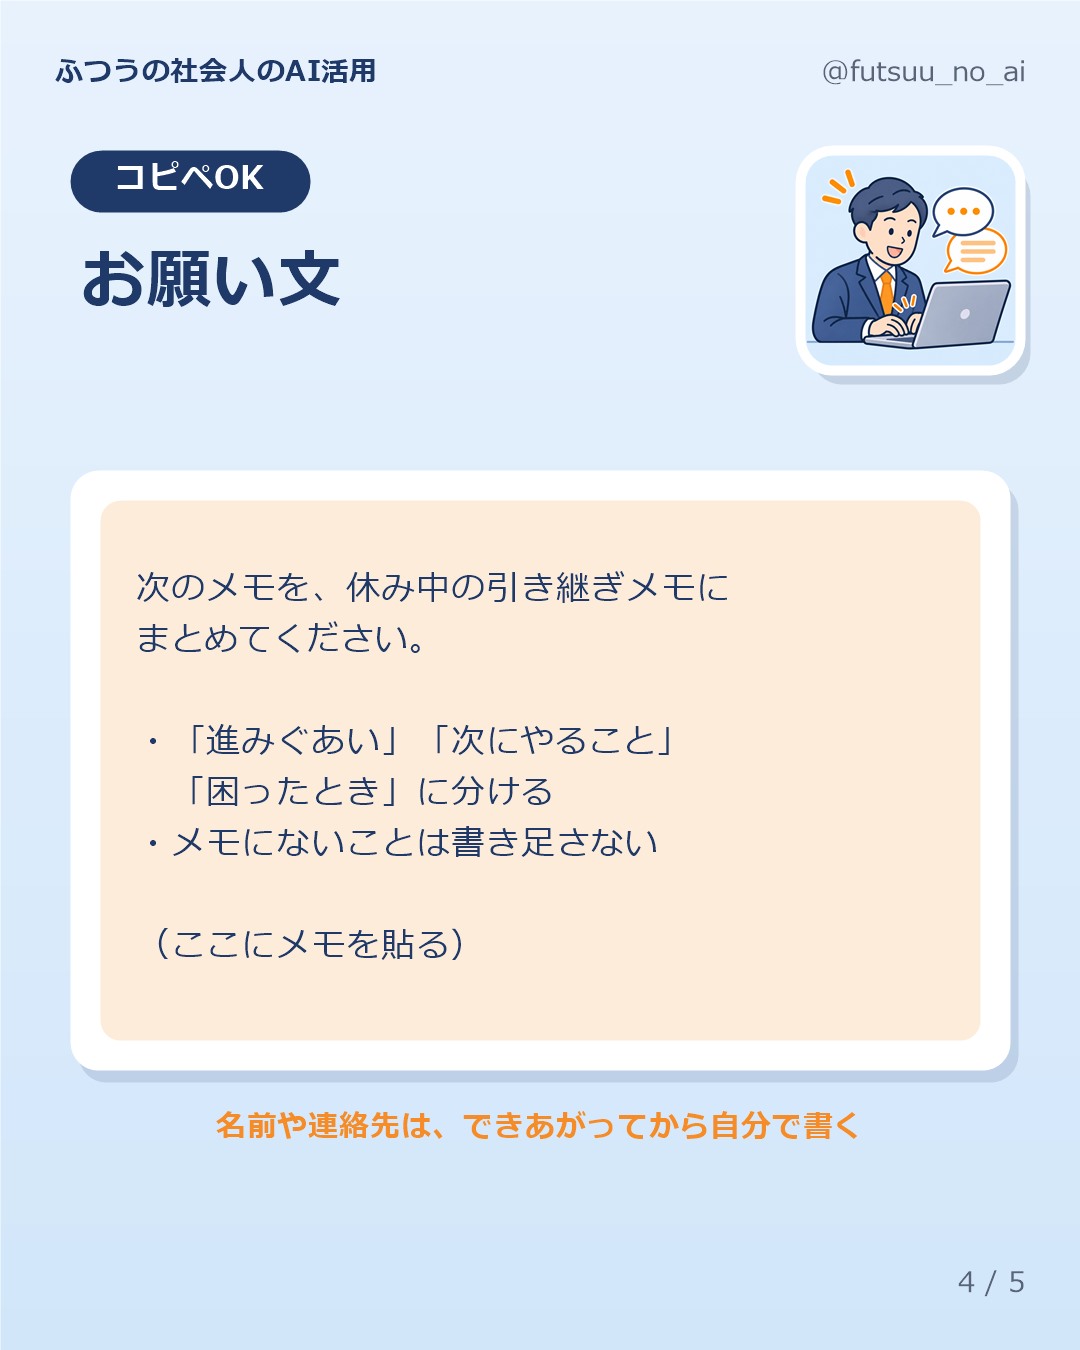 ふつうの社会人のAI活用
@futsuu_no_ai
コピペOK
お願い文
次のメモを、休み中の引き継ぎメモに
まとめてください。
・「進みぐあい」「次にやること」
「困ったとき」に分ける
・メモにないことは書き足さない
（ここにメモを貼る）
名前や連絡先は、できあがってから自分で書く
4 / 5